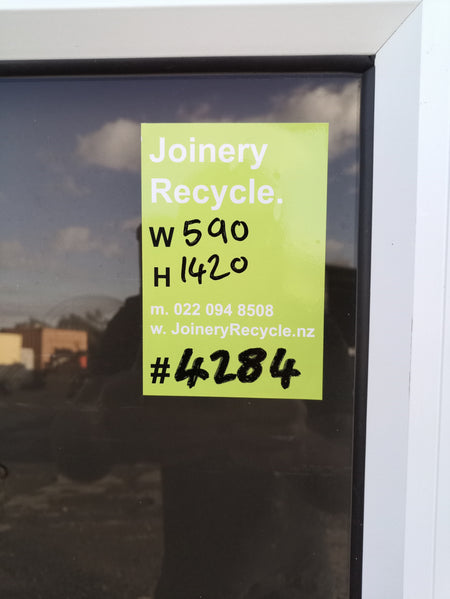 Joinery
Recycle.
W 590
H 1420
m. 022 094 8508
w. JoineryRecycle.nz
#4284